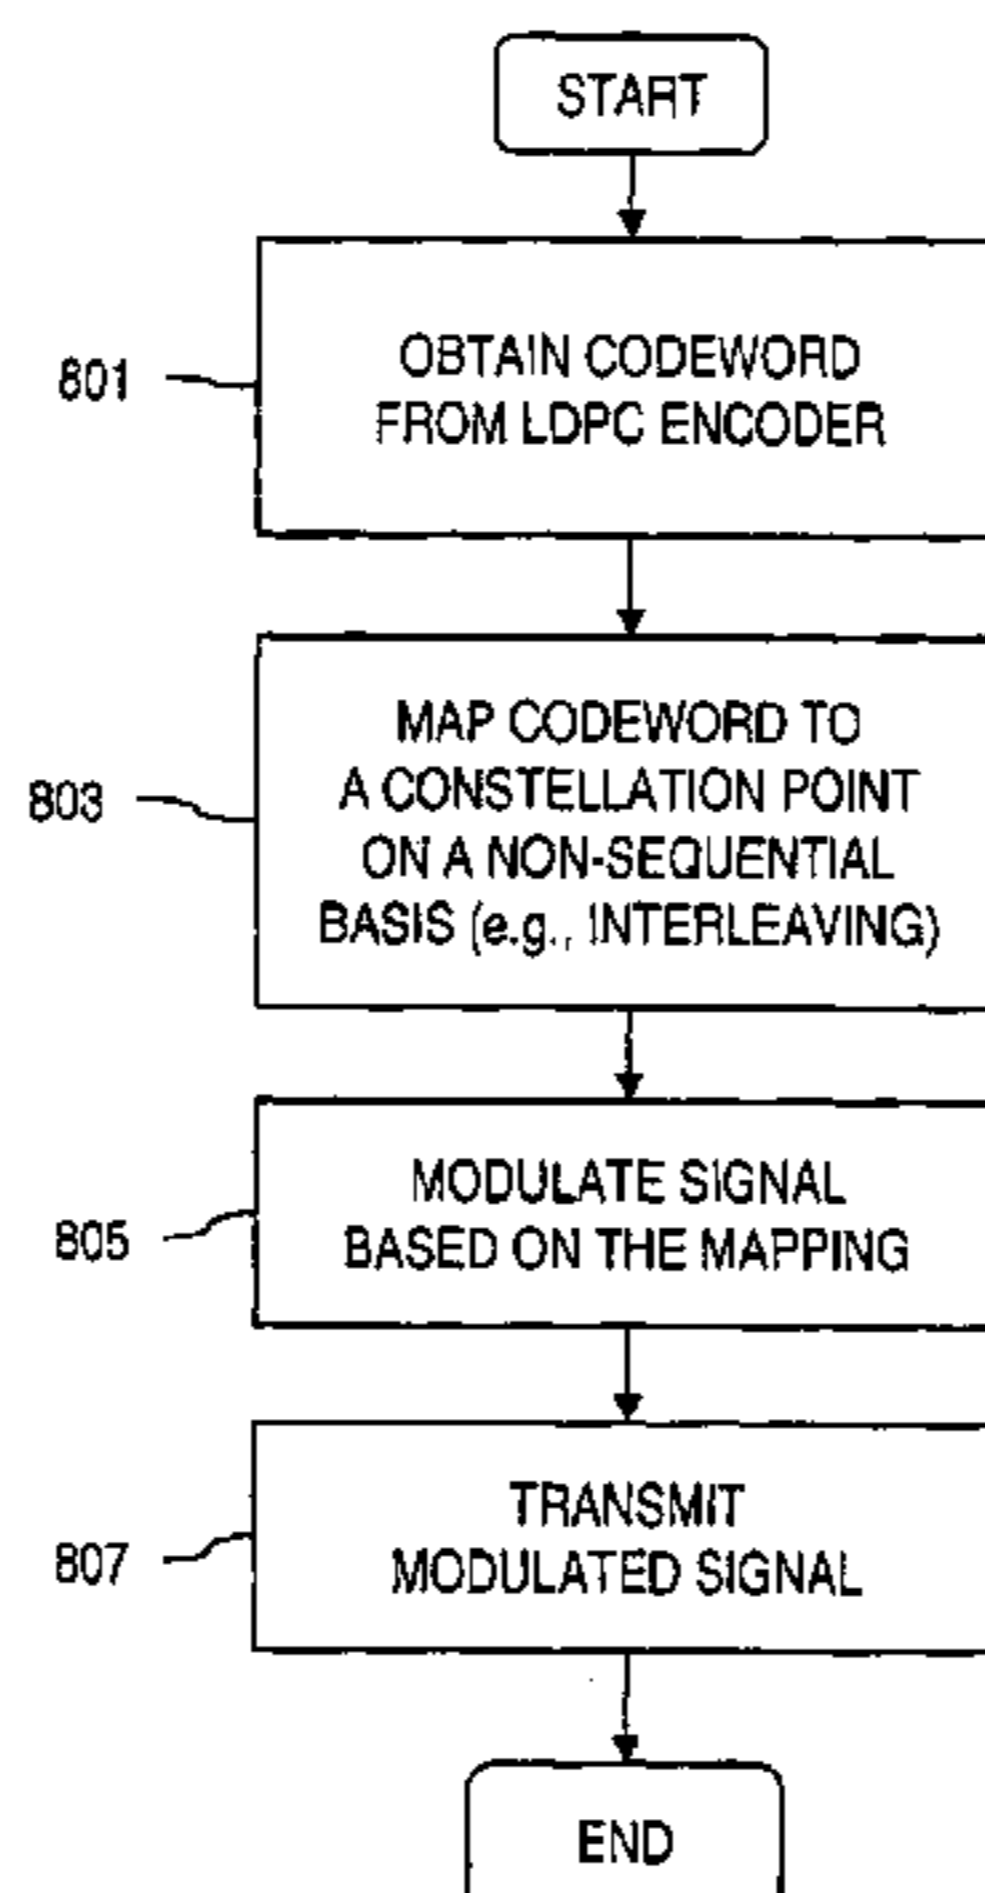 START
801
OBTAIN CODEWORD
FROM LDPC ENCODER
803
MAP CODEWORD TO
A CONSTELLATION POINT
ON A NON-SEQUENTIAL
BASIS (e.g., INTERLEAVING)
805
MODULATE SIGNAL
BASED ON THE MAPPING
807
TRANSMIT
MODULATED SIGNAL
END